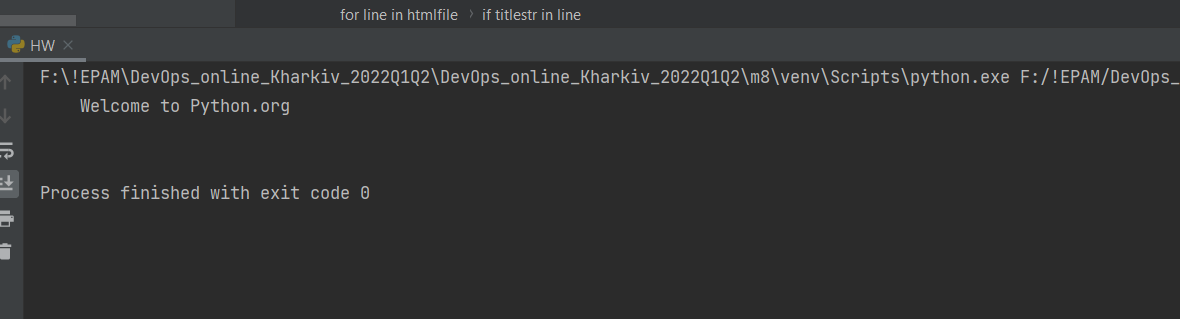 for line in htmlfile › if titlestr in line
HW
F:\!EPAM\DevOps_online_Kharkiv_2022Q1Q2\DevOps_online_Kharkiv_2022Q1Q2\m8\venv\Scripts\python.exe F:/!EPAM/DevOps_
Welcome to Python.org
Process finished with exit code 0